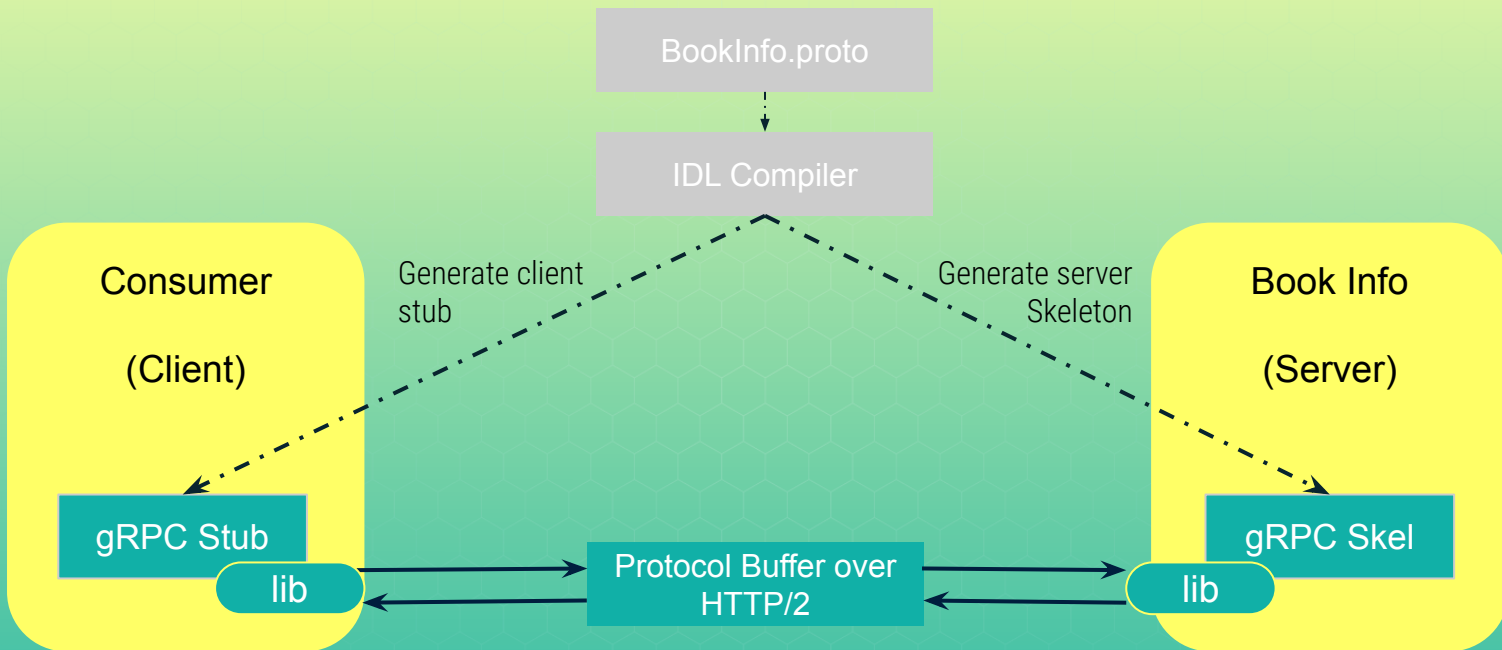 BookInfo.proto
IDL Compiler
Consumer
(Client)
Generate client
stub
Generate server
Skeleton
Book Info
(Server)
gRPC Stub
lib
Protocol Buffer over
HTTP/2
gRPC Skel
lib